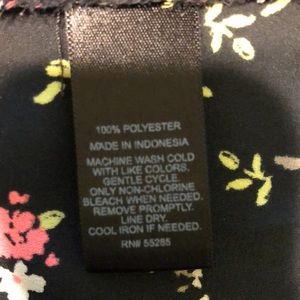 100% POLYESTER
MADE IN INDONESIA
MACHINE WASH COLD
WITH LIKE COLORS.
GENTLE CYCLE.
ONLY NON-CHLORINE
BLEACH WHEN NEEDED.
REMOVE PROMPTLY.
LINE DRY.
COOL IRON IF NEEDED.
RN# 55285